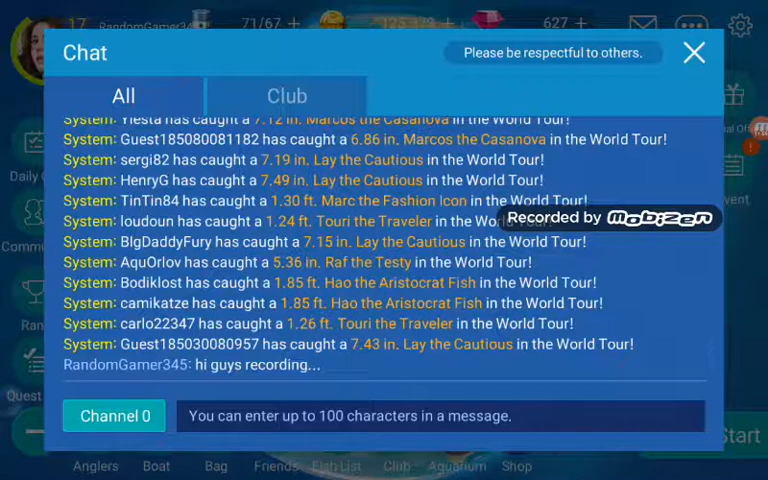 17 RandomGamer345 71/67 + 627 +
Chat Please be respectful to others.
All Club
System: Yiesta has caught a 7.12 in. Marcos the Casanova in the World Tour!
System: Guest185080081182 has caught a 6.86 in. Marcos the Casanova in the World Tour!
System: sergi82 has caught a 7.19 in. Lay the Cautious in the World Tour!
System: HenryG has caught a 7.49 in. Lay the Cautious in the World Tour!
System: TinTin84 has caught a 1.30 ft. Marc the Fashion Icon in the World Tour!
System: loudoun has caught a 1.24 ft. Touri the Traveler in the
Recorded by mobizen
System: BlgDaddyFury has caught a 7.15 in. Lay the Cautious in the World Tour!
System: AquOrlov has caught a 5.36 in. Raf the Testy in the World Tour!
System: Bodiklost has caught a 1.85 ft. Hao the Aristocrat Fish in the World Tour!
System: camikatze has caught a 1.85 ft. Hao the Aristocrat Fish in the World Tour!
System: carlo22347 has caught a 1.26 ft. Touri the Traveler in the World Tour!
System: Guest185030080957 has caught a 7.43 in. Lay the Cautious in the World Tour!
RandomGamer345: hi guys recording...
Channel 0 You can enter up to 100 characters in a message.
Daily
Quest
Start
Anglers Boat Bag Friends Fish List Club Aquarium Shop